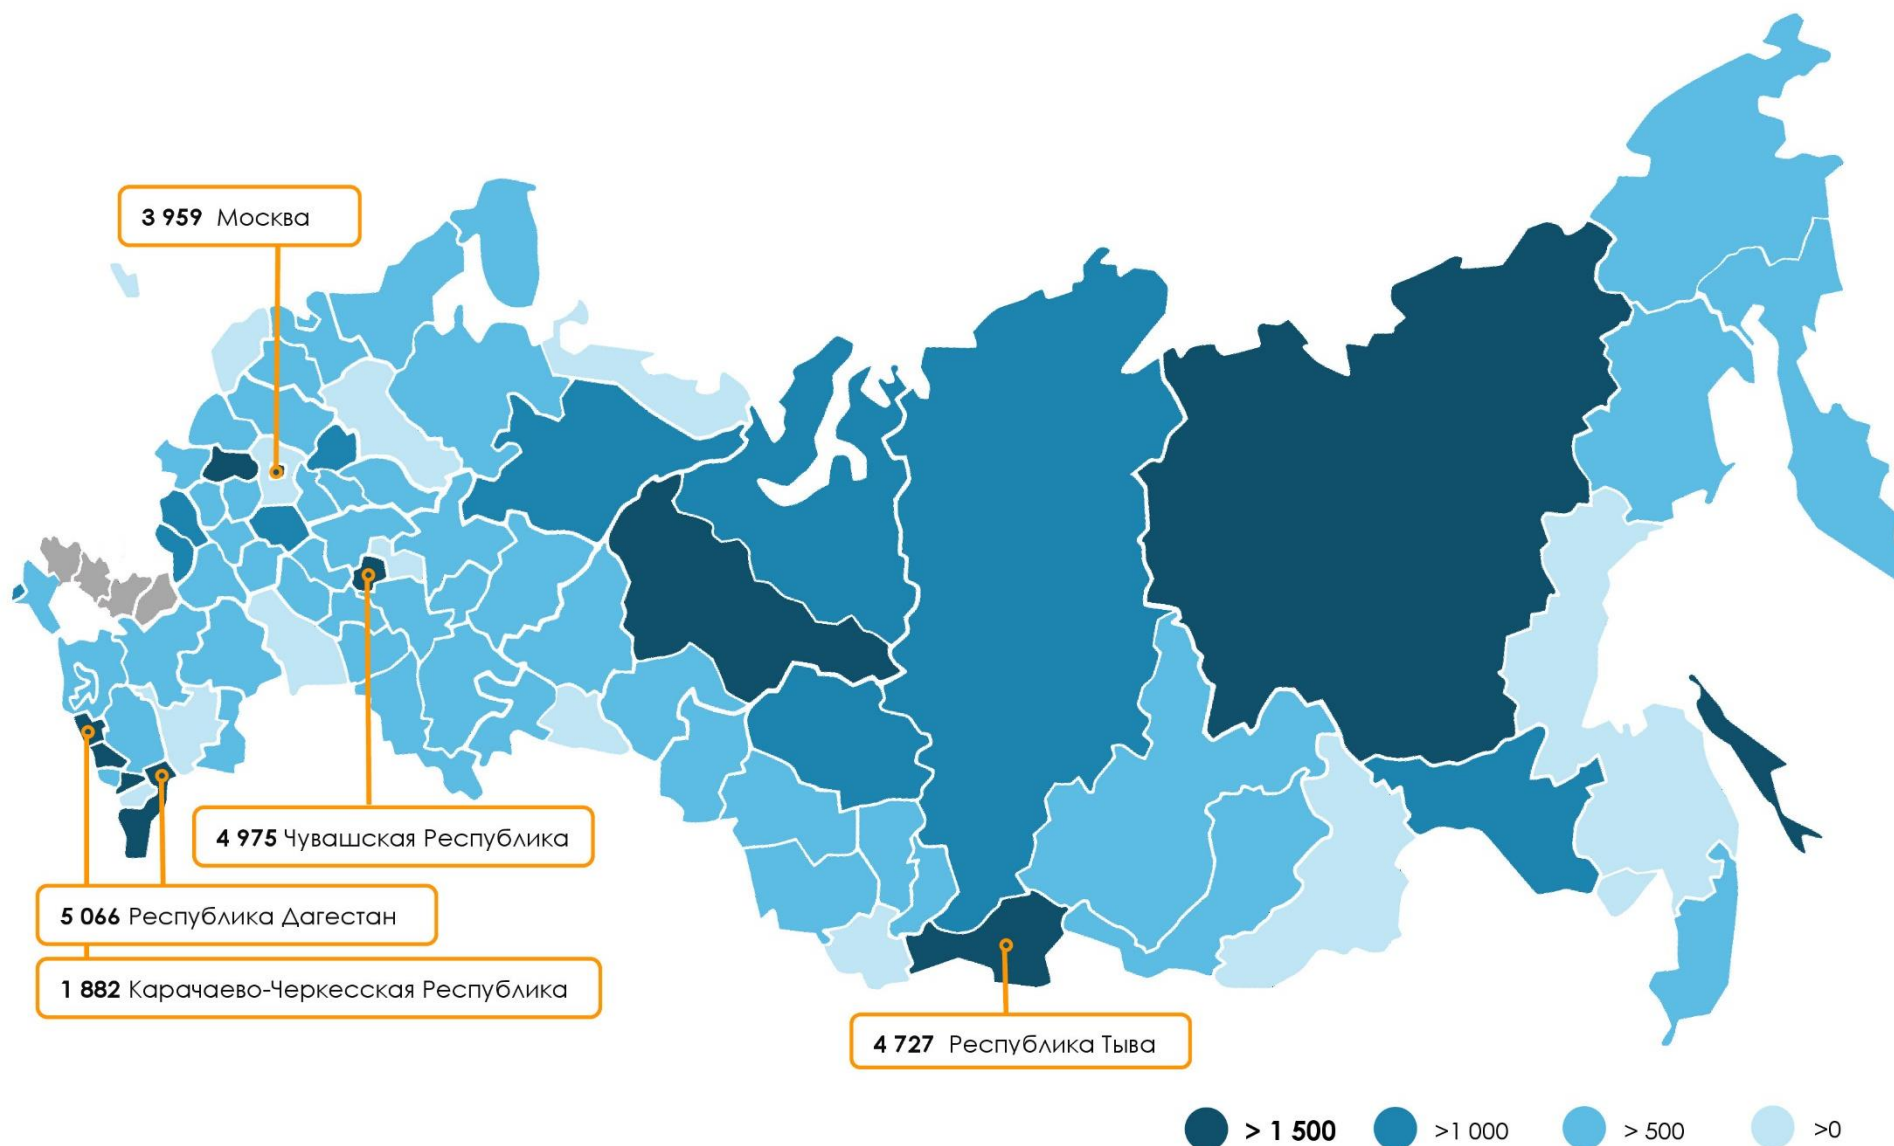 3 959 Москва
4 975 Чувашская Республика
5 066 Республика Дагестан
1 882 Карачаево-Черкесская Республика
4 727 Республика Тыва
> 1 500 >1 000 > 500 >0